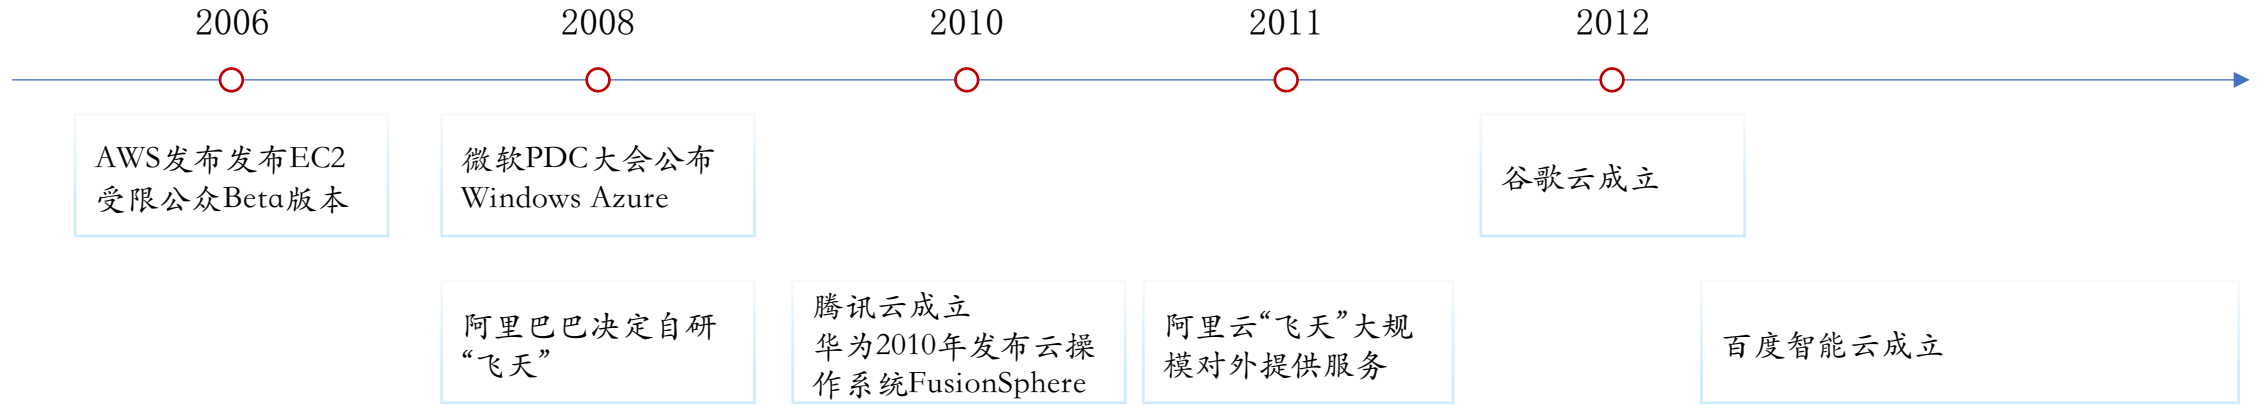 2006
2008
2010
2011
2012
AWS发布发布EC2
受限公众Beta版本
微软PDC大会公布
Windows Azure
谷歌云成立
阿里巴巴决定自研
“飞天”
腾讯云成立
华为2010年发布云操
作系统FusionSphere
阿里云“飞天”大规
模对外提供服务
百度智能云成立